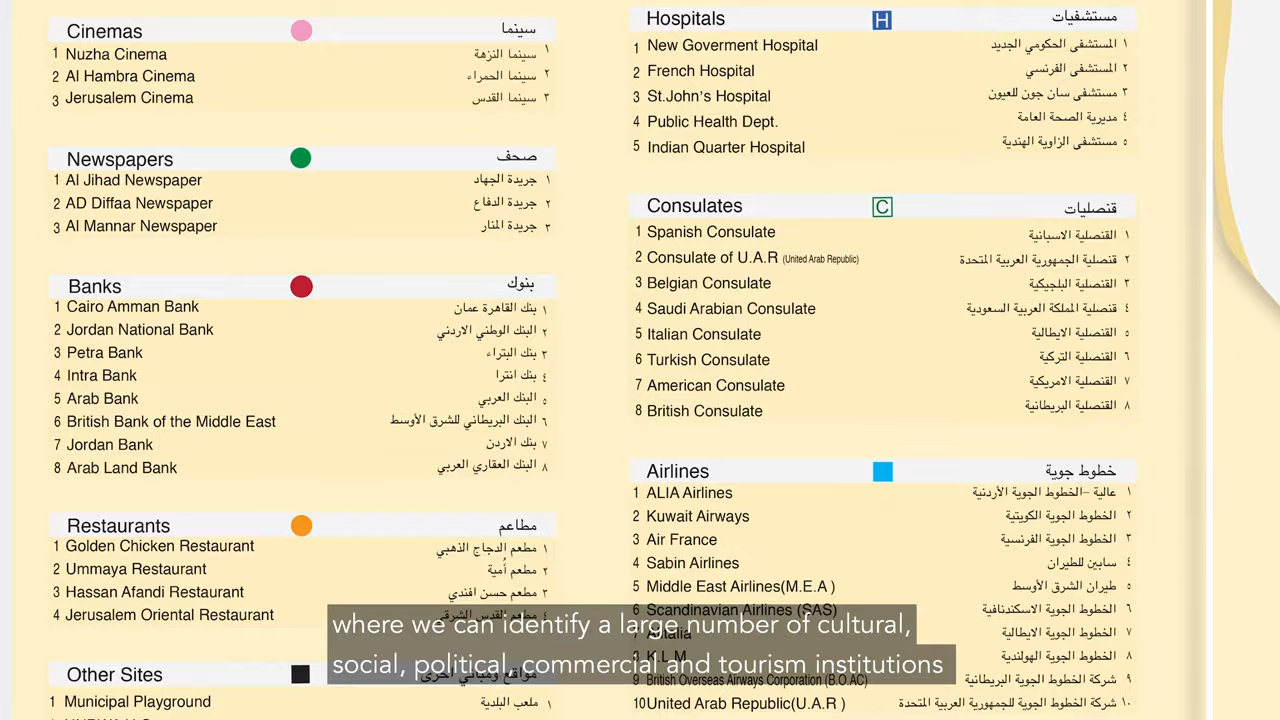 Cinemas سينما
1 Nuzha Cinema سينما النزهة ١
2 Al Hambra Cinema سينما الحمراء ٢
3 Jerusalem Cinema سينما القدس ٣
Newspapers صحف
1 Al Jihad Newspaper جريدة الجهاد ١
2 AD Diffaa Newspaper جريدة الدفاع ٢
3 Al Mannar Newspaper جريدة المنار ٣
Banks بنوك
1 Cairo Amman Bank بنك القاهرة عمان ١
2 Jordan National Bank البنك الوطني الاردني ٢
3 Petra Bank بنك البتراء ٣
4 Intra Bank بنك انترا ٤
5 Arab Bank البنك العربي ٥
6 British Bank of the Middle East البنك البريطاني للشرق الأوسط ٦
7 Jordan Bank بنك الاردن ٧
8 Arab Land Bank البنك العقاري العربي ٨
Restaurants مطاعم
1 Golden Chicken Restaurant مطعم الدجاج الذهبي ١
2 Ummaya Restaurant مطعم أمية ٢
3 Hassan Afandi Restaurant مطعم حسن افندي ٣
4 Jerusalem Oriental Restaurant مطعم القدس الشرقي ٤
Other Sites مواقع ومباني اخرى
1 Municipal Playground ملعب البلدية ١
Hospitals H مستشفيات
1 New Goverment Hospital المستشفى الحكومي الجديد ١
2 French Hospital المستشفى الفرنسي ٢
3 St.John's Hospital مستشفى سان جون للعيون ٣
4 Public Health Dept. مديرية الصحة العامة ٤
5 Indian Quarter Hospital مستشفى الزاوية الهندية ٥
Consulates C قنصليات
1 Spanish Consulate القنصلية الاسبانية ١
2 Consulate of U.A.R (United Arab Republic) قنصلية الجمهورية العربية المتحدة ٢
3 Belgian Consulate القنصلية البلجيكية ٣
4 Saudi Arabian Consulate قنصلية المملكة العربية السعودية ٤
5 Italian Consulate القنصلية الايطالية ٥
6 Turkish Consulate القنصلية التركية ٦
7 American Consulate القنصلية الامريكية ٧
8 British Consulate القنصلية البريطانية ٨
Airlines خطوط جوية
1 ALIA Airlines عالية –الخطوط الجوية الأردنية ١
2 Kuwait Airways الخطوط الجوية الكويتية ٢
3 Air France الخطوط الجوية الفرنسية ٣
4 Sabin Airlines سابين للطيران ٤
5 Middle East Airlines(M.E.A ) طيران الشرق الأوسط ٥
6 Scandinavian Airlines (SAS) الخطوط الجوية الاسكندنافية ٦
7 الخطوط الجوية الايطالية ٧
8 K.L.M الخطوط الجوية الهولندية ٨
9 British Overseas Airways Corporation (B.O.AC) شركة الخطوط الجوية البريطانية ٩
10 United Arab Republic(U.A.R ) شركة الخطوط الجوية للجمهورية العربية المتحدة ١٠
where we can identify a large number of cultural,
social, political, commercial and tourism institutions